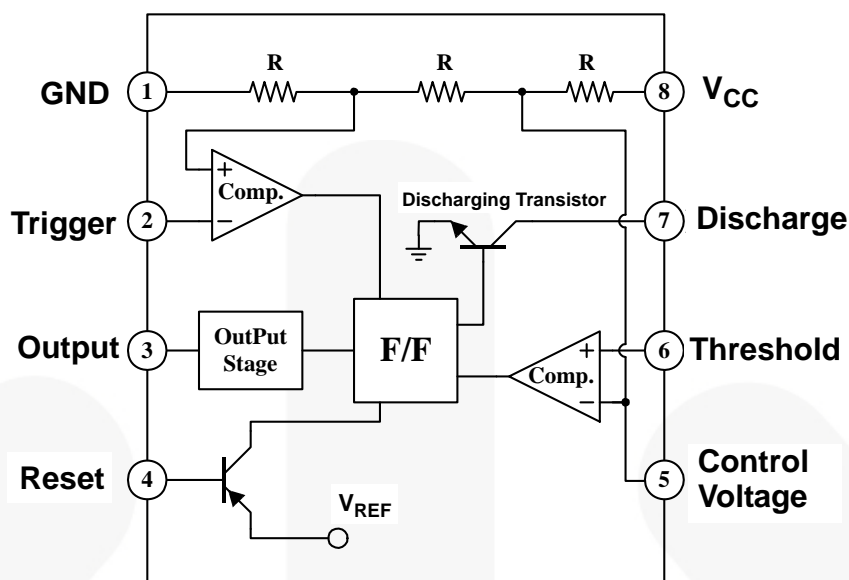 R R R
GND 1 8 VCC
+
Comp.
−
Trigger 2
Discharging Transistor
7 Discharge
Output 3
OutPut
Stage
F/F
+
Comp.
−
6 Threshold
Reset 4
VREF
5 Control
Voltage